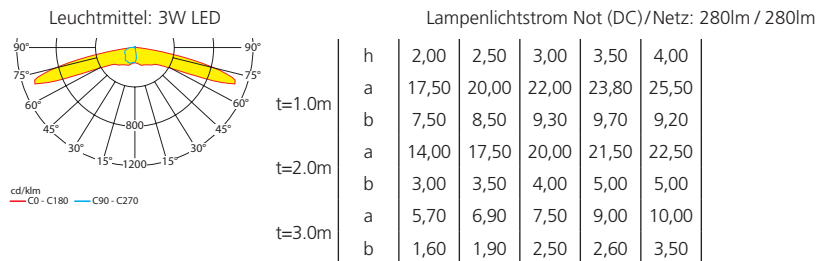 Leuchtmittel: 3W LED
Lampenlichtstrom Not (DC)/Netz: 280lm / 280lm
90° 90°
75° 75°
60° 60°
45° 45°
30° 30°
15° 15°
800
1200
cd/klm
C0 - C180 C90 - C270
h 2,00 2,50 3,00 3,50 4,00
t=1.0m
a 17,50 20,00 22,00 23,80 25,50
b 7,50 8,50 9,30 9,70 9,20
t=2.0m
a 14,00 17,50 20,00 21,50 22,50
b 3,00 3,50 4,00 5,00 5,00
t=3.0m
a 5,70 6,90 7,50 9,00 10,00
b 1,60 1,90 2,50 2,60 3,50